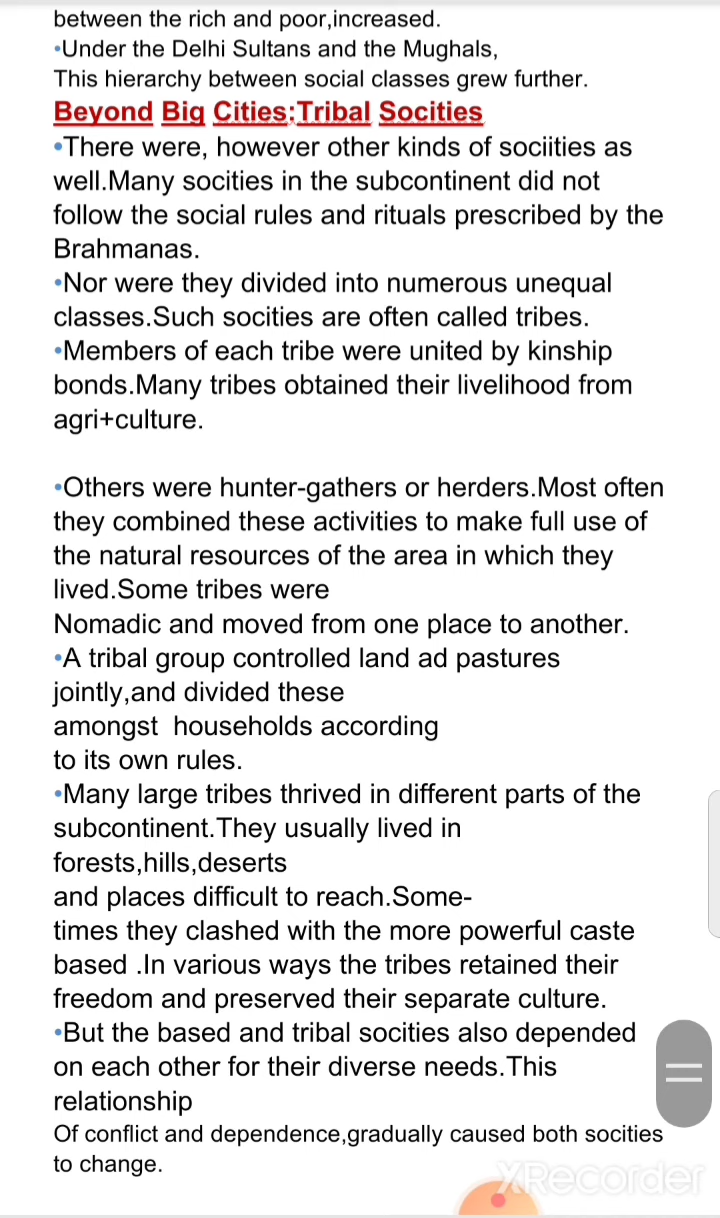 between the rich and poor,increased.
•Under the Delhi Sultans and the Mughals,
This hierarchy between social classes grew further.
Beyond Big Cities:Tribal Socities
•There were, however other kinds of sociities as
well.Many socities in the subcontinent did not
follow the social rules and rituals prescribed by the
Brahmanas.
•Nor were they divided into numerous unequal
classes.Such socities are often called tribes.
•Members of each tribe were united by kinship
bonds.Many tribes obtained their livelihood from
agri+culture.
•Others were hunter-gathers or herders.Most often
they combined these activities to make full use of
the natural resources of the area in which they
lived.Some tribes were
Nomadic and moved from one place to another.
•A tribal group controlled land ad pastures
jointly,and divided these
amongst  households according
to its own rules.
•Many large tribes thrived in different parts of the
subcontinent.They usually lived in
forests,hills,deserts
and places difficult to reach.Some-
times they clashed with the more powerful caste
based .In various ways the tribes retained their
freedom and preserved their separate culture.
•But the based and tribal socities also depended
on each other for their diverse needs.This
relationship
Of conflict and dependence,gradually caused both socities
to change.
XRecorder